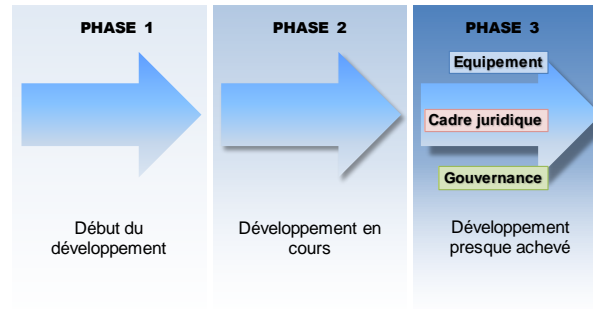 PHASE 1
Début du
développement
PHASE 2
Développement en
cours
PHASE 3
Equipement
Cadre juridique
Gouvernance
Développement
presque achevé